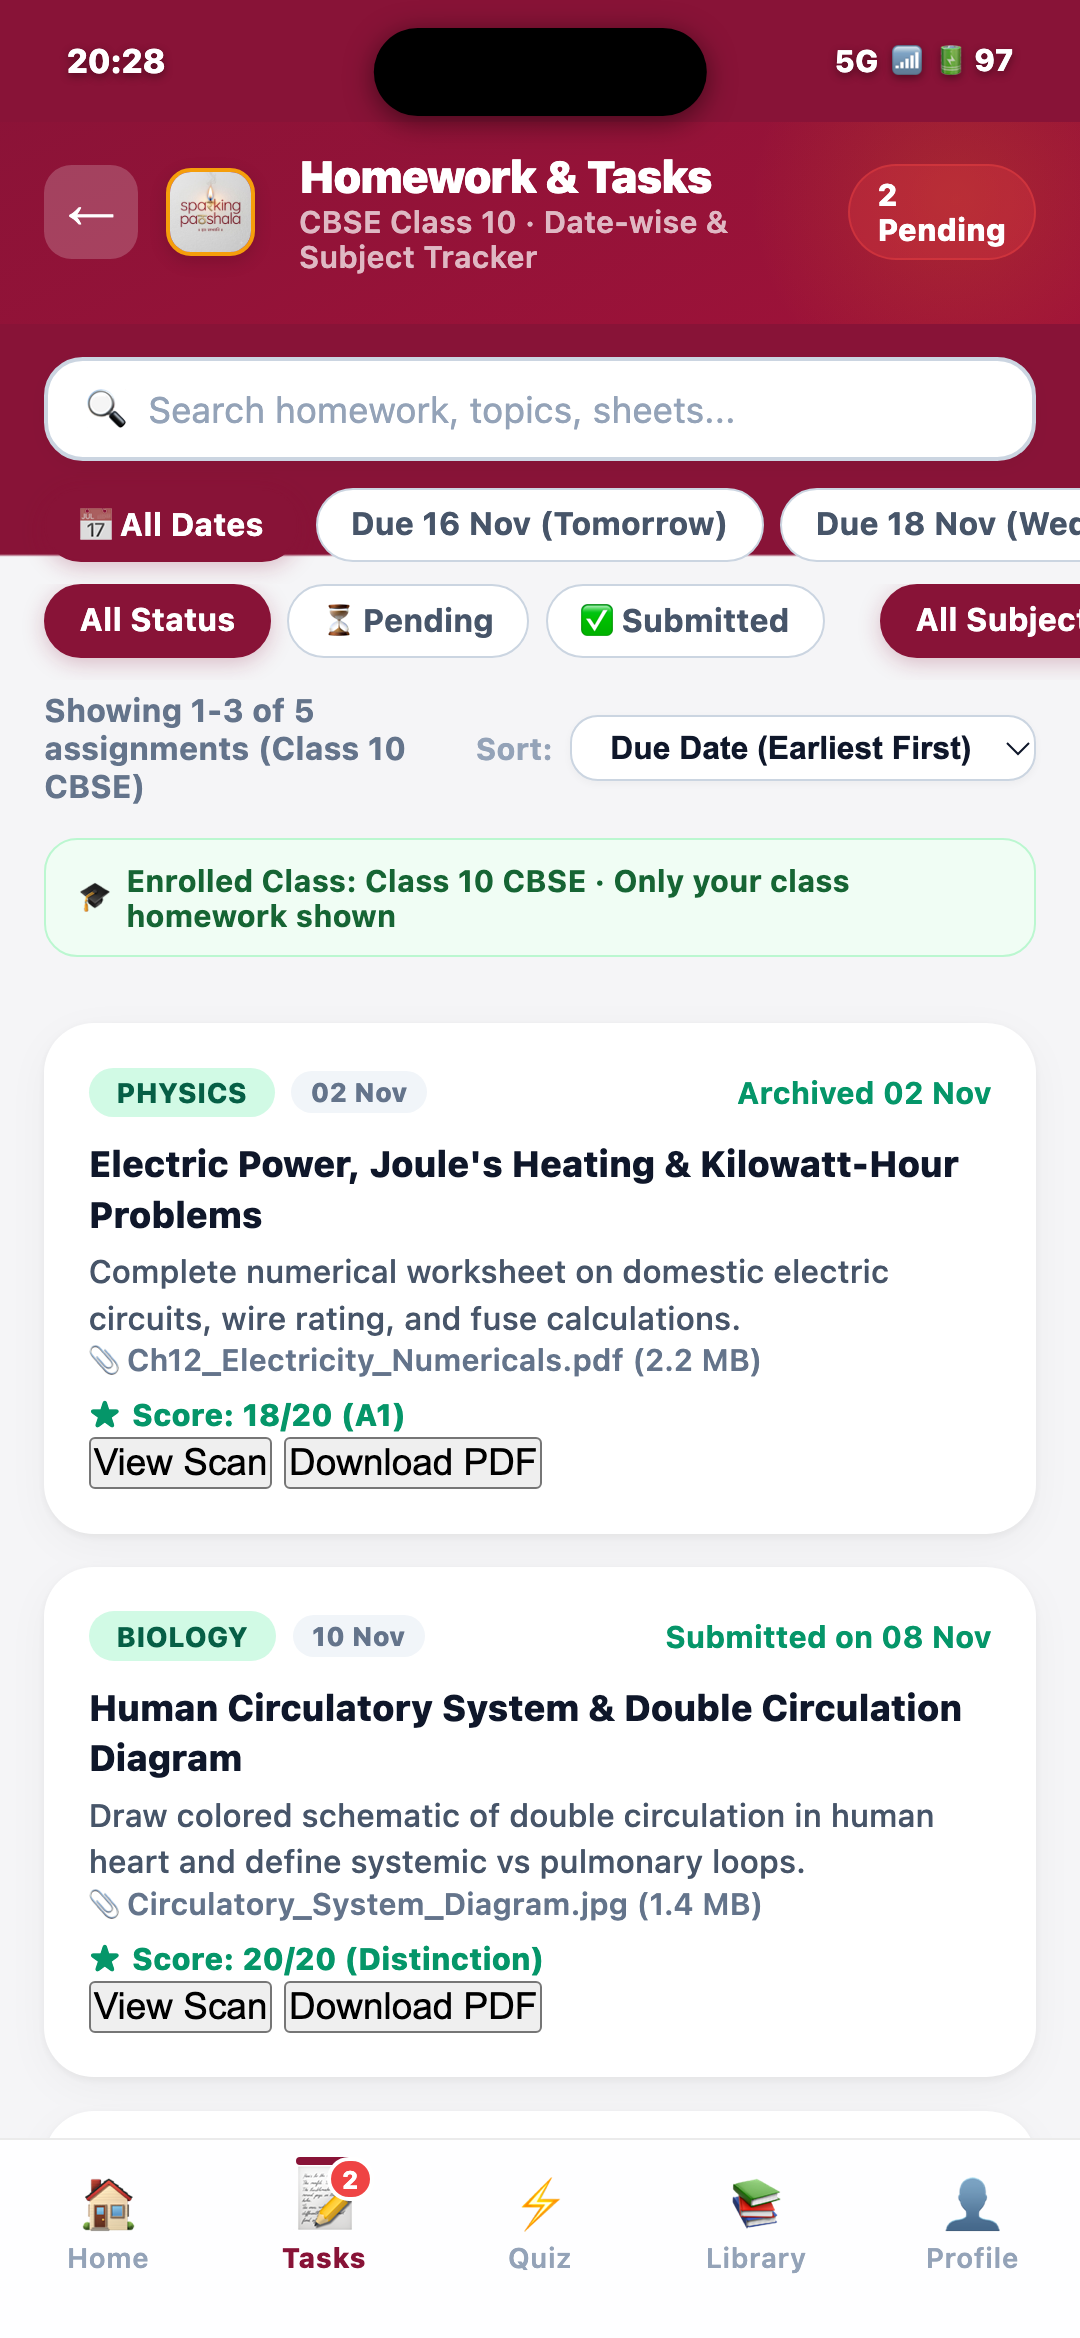 20:28
5G 97
←
sparking
Homework & Tasks
CBSE Class 10 · Date-wise &
Subject Tracker
2
Pending
Search homework, topics, sheets...
All Dates
Due 16 Nov (Tomorrow)
Due 18 Nov (Wed
All Status
Pending
Submitted
All Subject
Showing 1-3 of 5
assignments (Class 10
CBSE)
Sort:
Due Date (Earliest First)
Enrolled Class: Class 10 CBSE · Only your class
homework shown
PHYSICS
02 Nov
Archived 02 Nov
Electric Power, Joule's Heating & Kilowatt-Hour
Problems
Complete numerical worksheet on domestic electric
circuits, wire rating, and fuse calculations.
Ch12_Electricity_Numericals.pdf (2.2 MB)
★ Score: 18/20 (A1)
View Scan
Download PDF
BIOLOGY
10 Nov
Submitted on 08 Nov
Human Circulatory System & Double Circulation
Diagram
Draw colored schematic of double circulation in human
heart and define systemic vs pulmonary loops.
Circulatory_System_Diagram.jpg (1.4 MB)
★ Score: 20/20 (Distinction)
View Scan
Download PDF
2
Home
Tasks
Quiz
Library
Profile